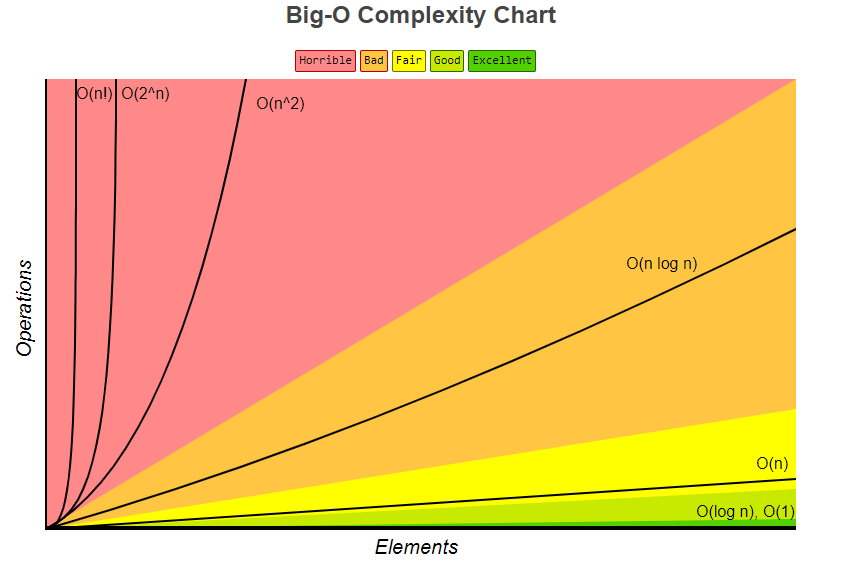 Big-O Complexity Chart
Horrible Bad Fair Good Excellent
O(n!) O(2^n)
O(n^2)
O(n log n)
O(n)
O(log n), O(1)
Operations
Elements